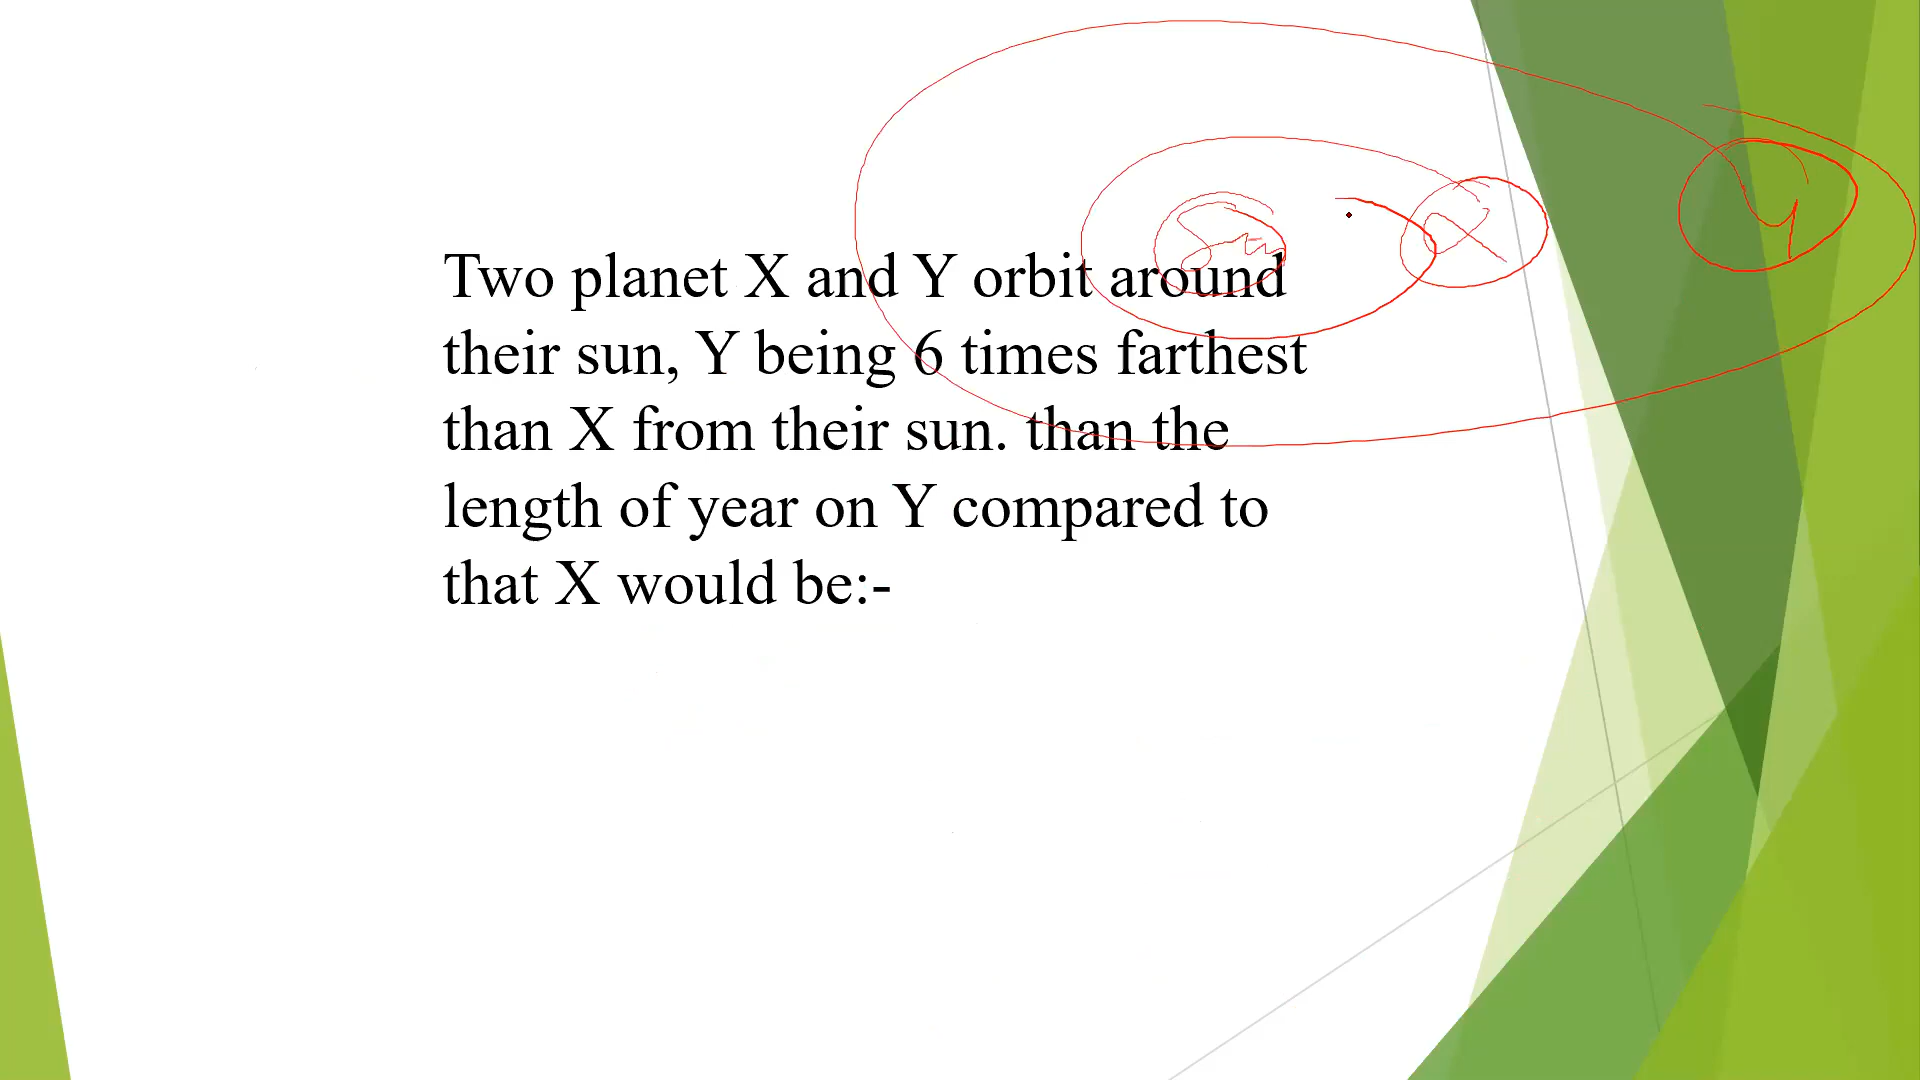 Sun
X
Y
Two planet X and Y orbit around
their sun, Y being 6 times farthest
than X from their sun. than the
length of year on Y compared to
that X would be:-